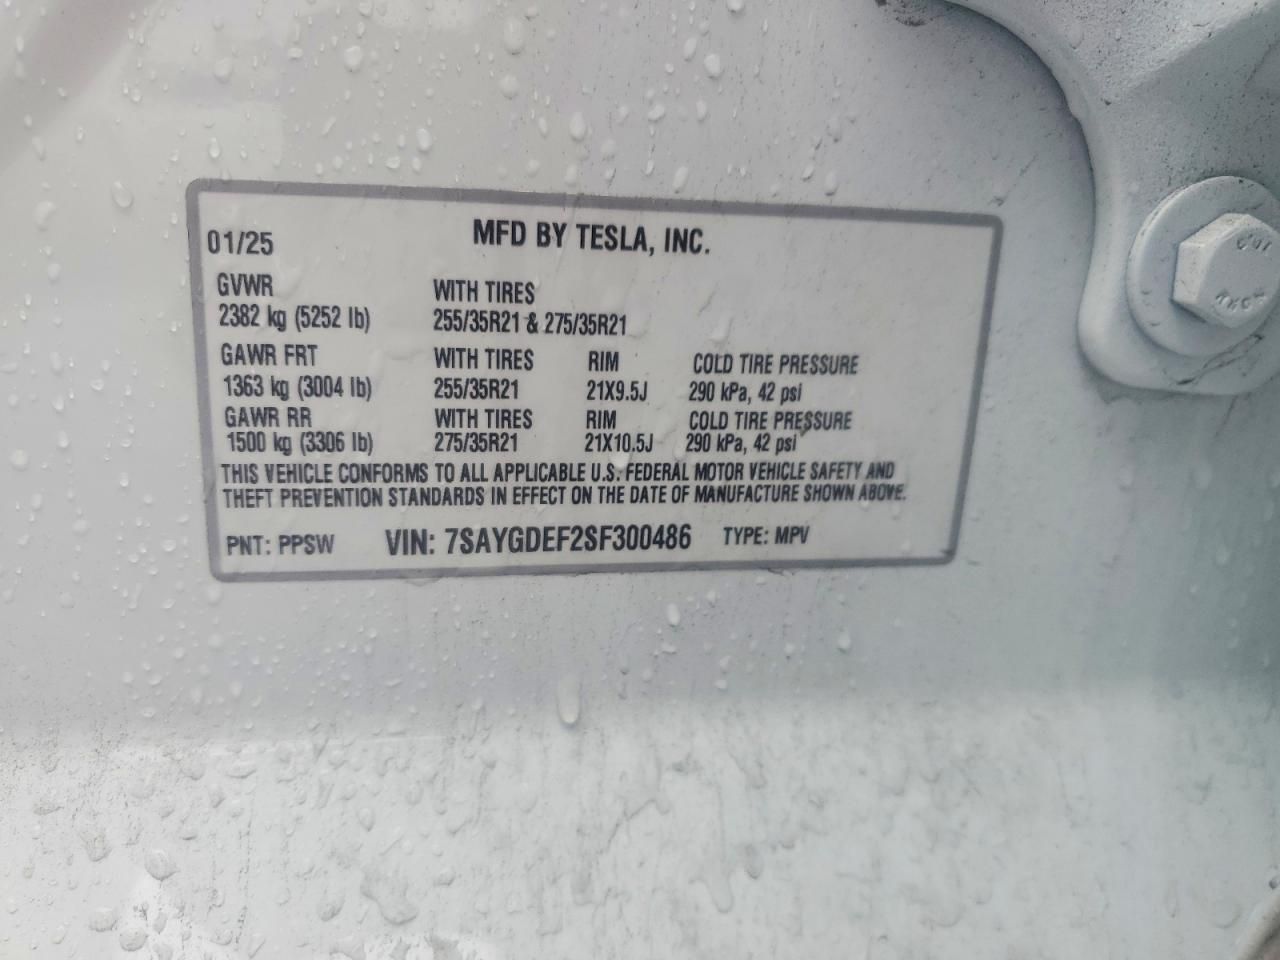 01/25 MFD BY TESLA, INC.
GVWR WITH TIRES
2382 kg (5252 lb) 255/35R21 & 275/35R21
GAWR FRT WITH TIRES RIM COLD TIRE PRESSURE
1363 kg (3004 lb) 255/35R21 21X9.5J 290 kPa, 42 psi
GAWR RR WITH TIRES RIM COLD TIRE PRESSURE
1500 kg (3306 lb) 275/35R21 21X10.5J 290 kPa, 42 psi
THIS VEHICLE CONFORMS TO ALL APPLICABLE U.S. FEDERAL MOTOR VEHICLE SAFETY AND
THEFT PREVENTION STANDARDS IN EFFECT ON THE DATE OF MANUFACTURE SHOWN ABOVE.
PNT: PPSW VIN: 7SAYGDEF2SF300486 TYPE: MPV